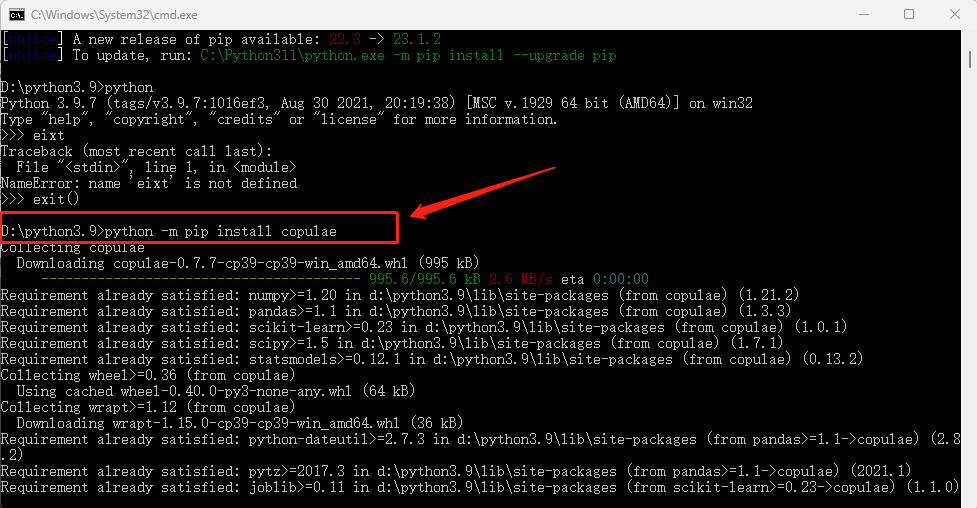 C:\Windows\System32\cmd.exe
[notice] A new release of pip available: 22.3 -> 23.1.2
[notice] To update, run: C:\Python311\python.exe -m pip install --upgrade pip
D:\python3.9>python
Python 3.9.7 (tags/v3.9.7:1016ef3, Aug 30 2021, 20:19:38) [MSC v.1929 64 bit (AMD64)] on win32
Type "help", "copyright", "credits" or "license" for more information.
>>> eixt
Traceback (most recent call last):
  File "<stdin>", line 1, in <module>
NameError: name 'eixt' is not defined
>>> exit()
D:\python3.9>python -m pip install copulae
Collecting copulae
  Downloading copulae-0.7.7-cp39-cp39-win_amd64.whl (995 kB)
     ---------------------------------------- 995.6/995.6 kB 2.6 MB/s eta 0:00:00
Requirement already satisfied: numpy>=1.20 in d:\python3.9\lib\site-packages (from copulae) (1.21.2)
Requirement already satisfied: pandas>=1.1 in d:\python3.9\lib\site-packages (from copulae) (1.3.3)
Requirement already satisfied: scikit-learn>=0.23 in d:\python3.9\lib\site-packages (from copulae) (1.0.1)
Requirement already satisfied: scipy>=1.5 in d:\python3.9\lib\site-packages (from copulae) (1.7.1)
Requirement already satisfied: statsmodels>=0.12.1 in d:\python3.9\lib\site-packages (from copulae) (0.13.2)
Collecting wheel>=0.36 (from copulae)
  Using cached wheel-0.40.0-py3-none-any.whl (64 kB)
Collecting wrapt>=1.12 (from copulae)
  Downloading wrapt-1.15.0-cp39-cp39-win_amd64.whl (36 kB)
Requirement already satisfied: python-dateutil>=2.7.3 in d:\python3.9\lib\site-packages (from pandas>=1.1->copulae) (2.8
.2)
Requirement already satisfied: pytz>=2017.3 in d:\python3.9\lib\site-packages (from pandas>=1.1->copulae) (2021.1)
Requirement already satisfied: joblib>=0.11 in d:\python3.9\lib\site-packages (from scikit-learn>=0.23->copulae) (1.1.0)